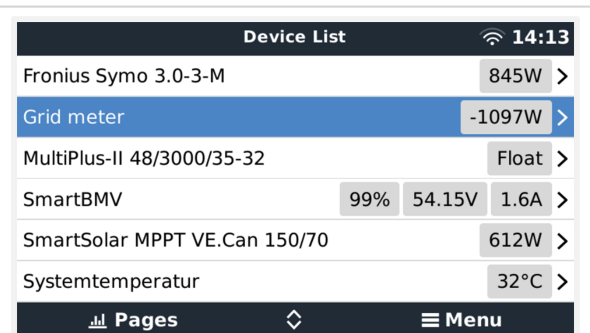 Device List 14:13
Fronius Symo 3.0-3-M 845W
Grid meter -1097W
MultiPlus-II 48/3000/35-32 Float
SmartBMV 99% 54.15V 1.6A
SmartSolar MPPT VE.Can 150/70 612W
Systemtemperatur 32°C
Pages Menu